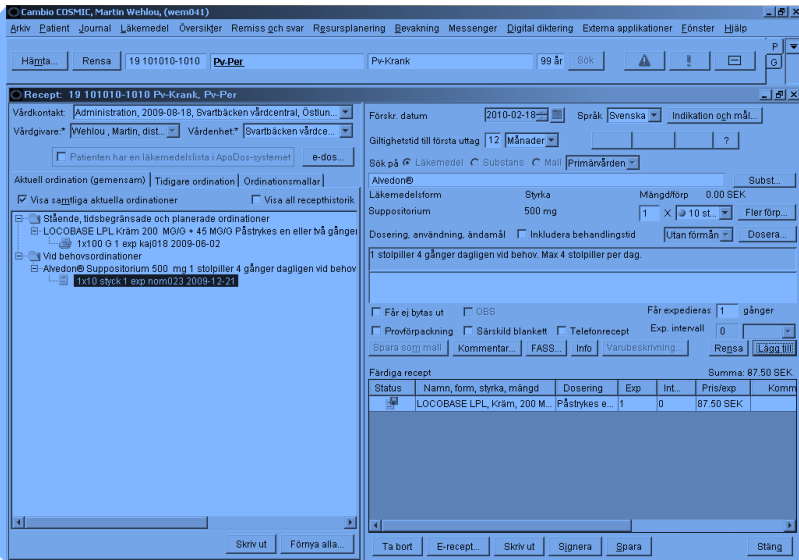 Cambio COSMIC, Martin Wehlou, (wem041)
Arkiv Patient Journal Läkemedel Översikter Remiss och svar Resursplanering Bevakning Messenger Digital diktering Externa applikationer Fönster Hjälp
Hämta... Rensa 19 101010-1010 Pv-Per Pv-Krank 99 år Sök
P
G
Recept: 19 101010-1010 Pv-Krank, Pv-Per
Vårdkontakt: Administration, 2009-08-18, Svartbäcken vårdcentral, Östlun...
Vårdgivare:* Wehlou , Martin, dist... Vårdenhet:* Svartbäcken vårdce...
Patienten har en läkemedelslista i ApoDos-systemet e-dos...
Aktuell ordination (gemensam) Tidigare ordination Ordinationsmallar
Visa samtliga aktuella ordinationer Visa all recepthistorik
Stående, tidsbegränsade och planerade ordinationer
LOCOBASE LPL Kräm 200 MG/G + 45 MG/G Påstrykes en eller två gånger
1x100 G 1 exp kaj018 2009-06-02
Vid behovsordinationer
Alvedon® Suppositorium 500 mg 1 stolpiller 4 gånger dagligen vid behov
1x10 styck 1 exp nom023 2009-12-21
Skriv ut Förnya alla...
Förskr. datum 2010-02-18 Språk Svenska Indikation och mål...
Giltighetstid till första uttag 12 Månader ?
Sök på Läkemedel Substans Mall Primärvården
Alvedon® Subst...
Läkemedelsform Styrka Mängd/förp 0.00 SEK
Suppositorium 500 mg 1 X 10 st... Fler förp...
Dosering, användning, ändamål Inkludera behandlingstid Utan förmån Dosera...
1 stolpiller 4 gånger dagligen vid behov. Max 4 stolpiller per dag.
Får ej bytas ut OBS Får expedieras 1 gånger
Provförpackning Särskild blankett Telefonrecept Exp. intervall 0
Spara som mall Kommentar... FASS... Info Varubeskrivning... Rensa Lägg till
Färdiga recept Summa: 87.50 SEK
Status Namn, form, styrka, mängd Dosering Exp Int... Pris/exp Komm
LOCOBASE LPL, Kräm, 200 M... Påstrykes e... 1 0 87.50 SEK
Ta bort E-recept... Skriv ut Signera Spara Stäng